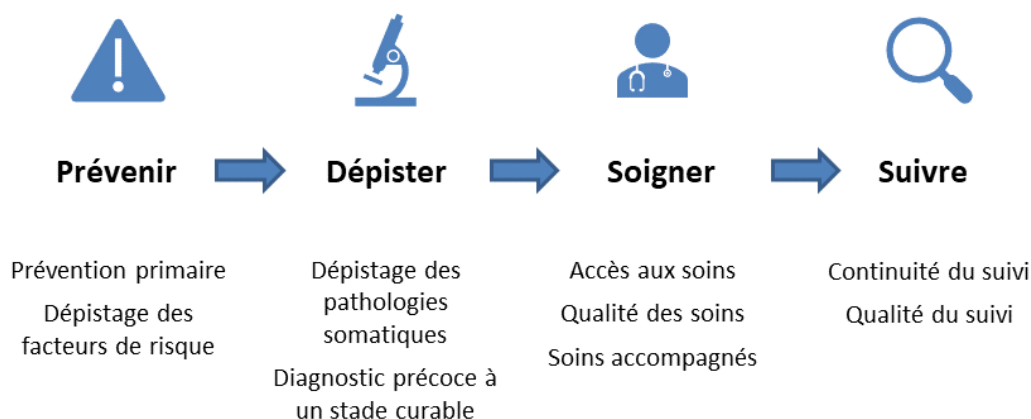 Prévenir
Dépister
Soigner
Suivre
Prévention primaire
Dépistage des
facteurs de risque
Dépistage des
pathologies
somatiques
Diagnostic précoce à
un stade curable
Accès aux soins
Qualité des soins
Soins accompagnés
Continuité du suivi
Qualité du suivi